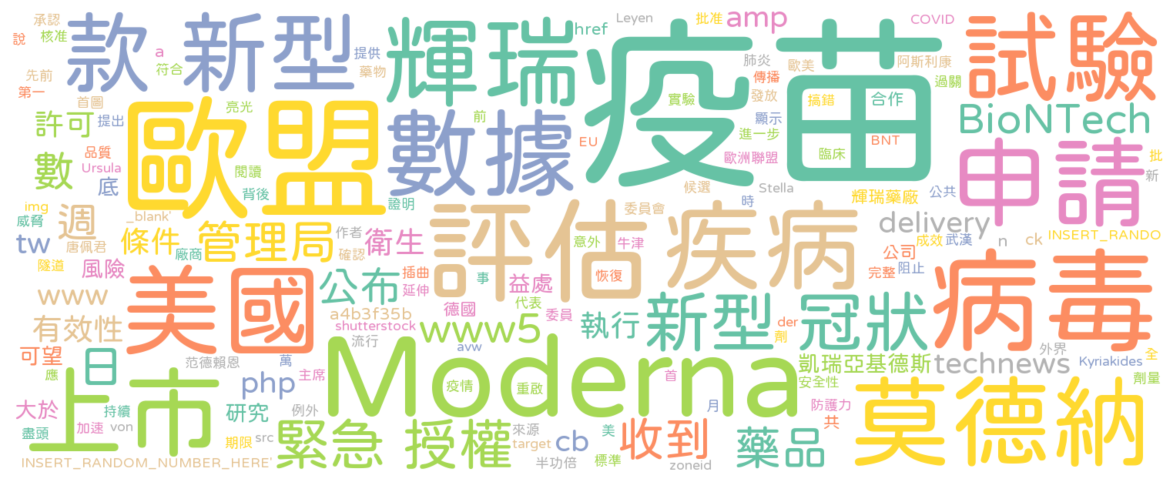 承認
說
核准
款 新型
提供
a
符合
藥物
輝瑞
href
Leyen
批准
amp
COVID
肺炎
歐美
阿斯利康
傳播
過關
試驗
先前
第一
首圖
亮光
疫苗
實驗
發放
搞錯
合作
顯示
BioNTech
許可
提出
歐盟
數據
前
EU
進一步
歐洲聯盟
臨床
BNT
申請
批
新
數
品質
Ursula
底
閱讀
背後
證明
候選
Stella
時
輝瑞藥廠
公共
img
威脅
週
_blank'
唐佩君
條件
管理局
作者
確認
衛生
評估
委員會
疾病
delivery
成效
武漢
n
ck
INSERT_RANDO
tw
隧道
風險
廠商
意外
牛津
恢復
公司
完整
阻止
病毒
www
美國
公布
插曲
延伸
事
益處
代表
委員
德國
a4b3f35b
shutterstock
流行
www5
執行
新型 冠狀
der
劑
有效性
可望
日
范德賴恩
萬
avw
凱瑞亞基德斯
technews
外界
Kyriakides
全
應
上市
php
主席
Moderna
疫情
重啟
首
安全性
劑量
大於
持續
研究
例外
月
防護力
共
莫德納
盡頭
加速
von
期限
src
緊急 授權
來源
target
半功倍
cb
美
標準
收到
zoneid
藥品
INSERT_RANDOM_NUMBER_HERE'